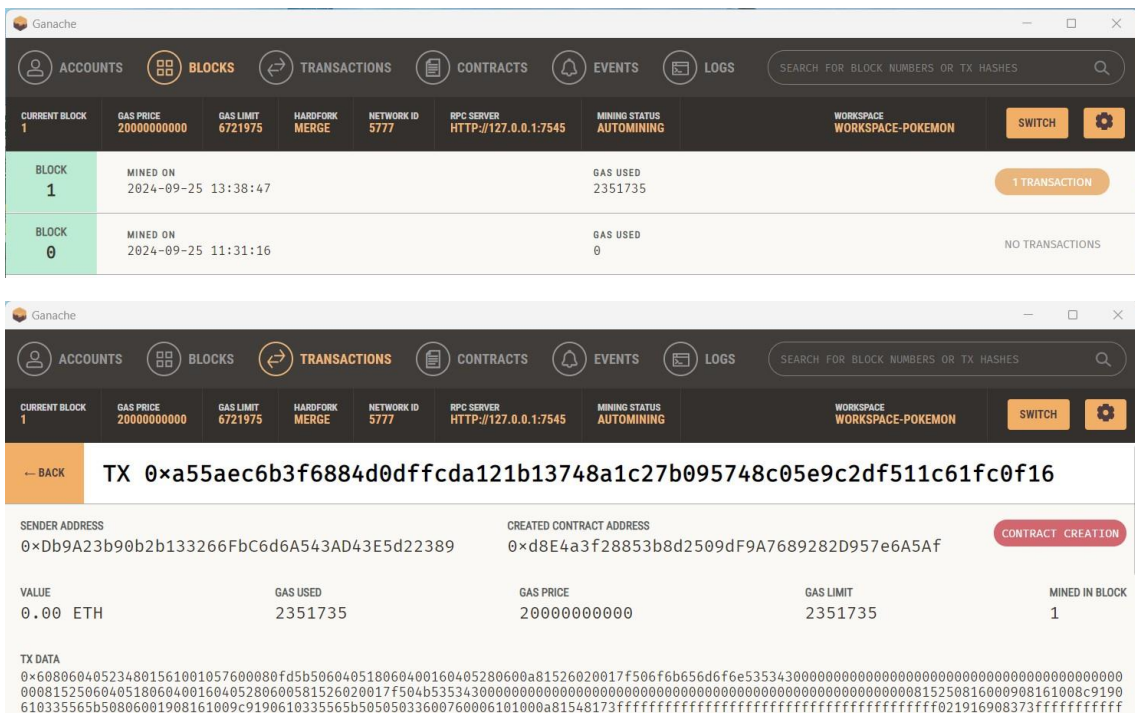 Ganache
ACCOUNTS BLOCKS TRANSACTIONS CONTRACTS EVENTS LOGS SEARCH FOR BLOCK NUMBERS OR TX HASHES
CURRENT BLOCK GAS PRICE GAS LIMIT HARDFORK NETWORK ID RPC SERVER MINING STATUS WORKSPACE
1 20000000000 6721975 MERGE 5777 HTTP://127.0.0.1:7545 AUTOMINING WORKSPACE-POKEMON SWITCH
BLOCK MINED ON GAS USED
1 2024-09-25 13:38:47 2351735 1 TRANSACTION
BLOCK MINED ON GAS USED
0 2024-09-25 11:31:16 0 NO TRANSACTIONS
Ganache
ACCOUNTS BLOCKS TRANSACTIONS CONTRACTS EVENTS LOGS SEARCH FOR BLOCK NUMBERS OR TX HASHES
CURRENT BLOCK GAS PRICE GAS LIMIT HARDFORK NETWORK ID RPC SERVER MINING STATUS WORKSPACE
1 20000000000 6721975 MERGE 5777 HTTP://127.0.0.1:7545 AUTOMINING WORKSPACE-POKEMON SWITCH
← BACK TX 0×a55aec6b3f6884d0dffcda121b13748a1c27b095748c05e9c2df511c61fc0f16
SENDER ADDRESS CREATED CONTRACT ADDRESS
0×Db9A23b90b2b133266FbC6d6A543AD43E5d22389 0×d8E4a3f28853b8d2509dF9A7689282D957e6A5Af CONTRACT CREATION
VALUE GAS USED GAS PRICE GAS LIMIT MINED IN BLOCK
0.00 ETH 2351735 20000000000 2351735 1
TX DATA
0×608060405234801561001057600080fd5b506040518060400160405280600a81526020017f506f6b656d6f6e53534300000000000000000000000000000000000000000
0008152506040518060400160405280600581526020017f504b535343000000000000000000000000000000000000000000000000000000815250816000908161008c9190
610335565b50806001908161009c9190610335565b50505033600760006101000a81548173ffffffffffffffffffffffffffffffffffffffff021916908373fffffffffff